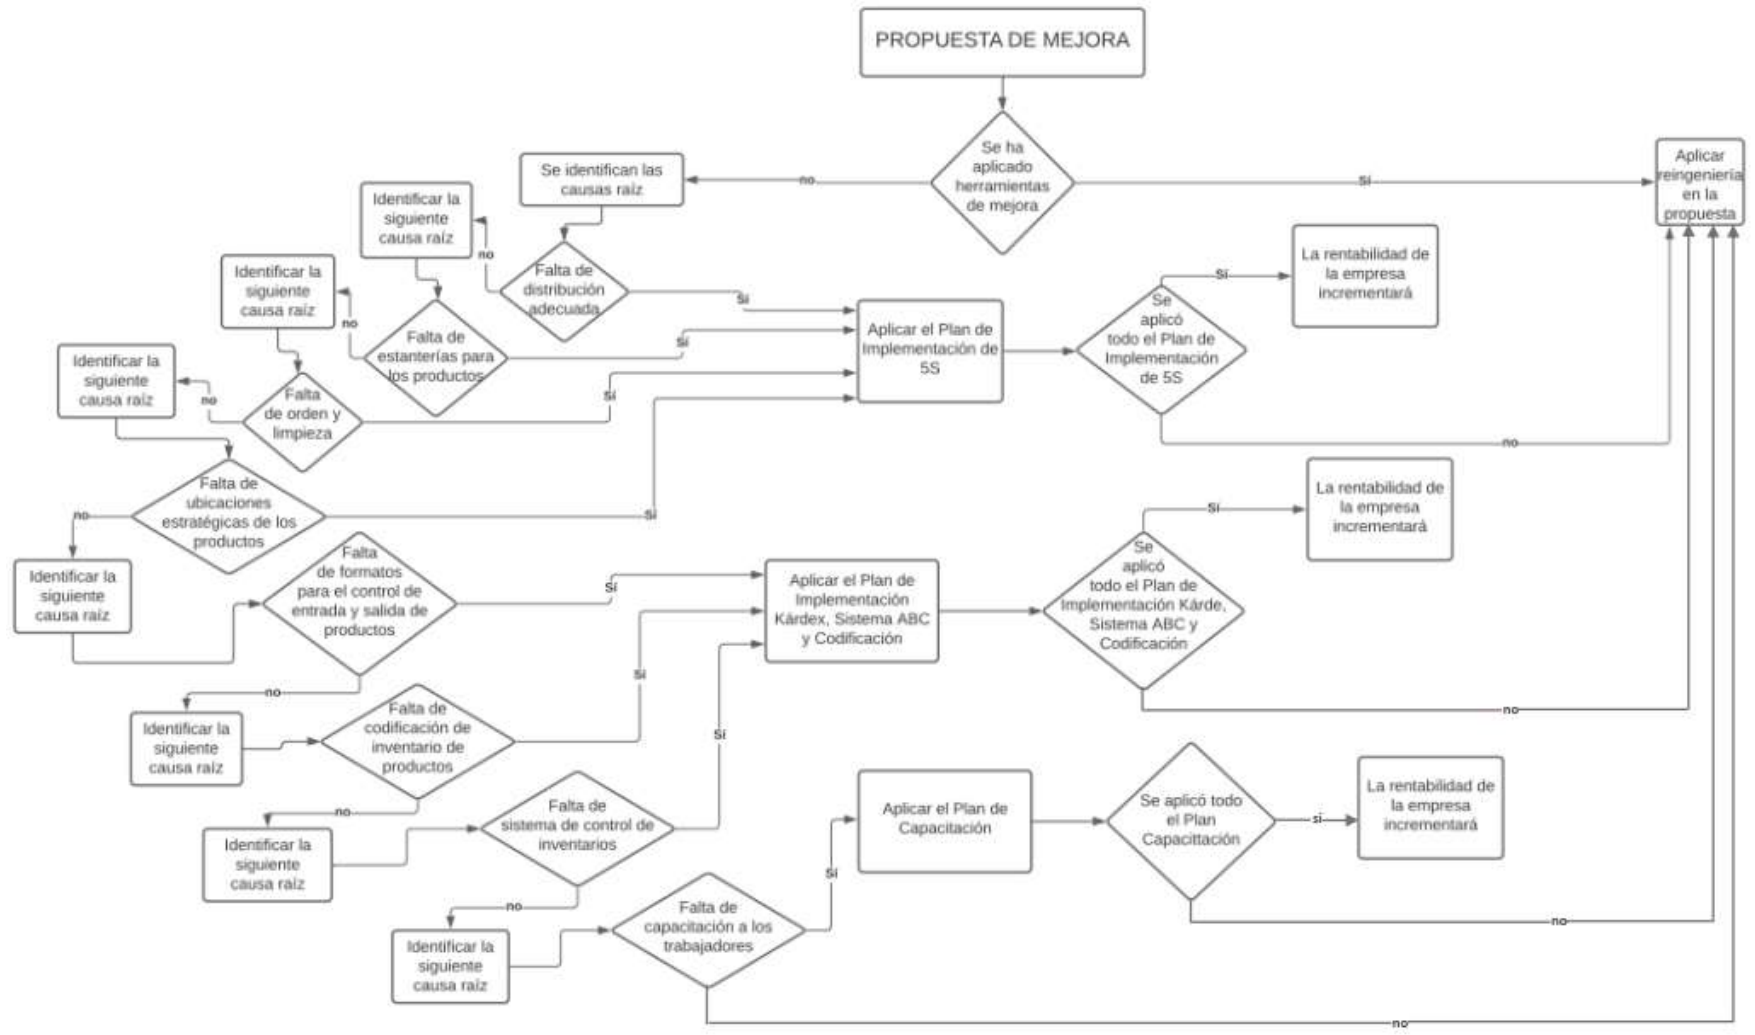 PROPUESTA DE MEJORA
Se ha
aplicado
herramientas
de mejora
no
Sí
Aplicar
reingeniería
en la
propuesta
Se identifican las
causas raíz
Falta de
distribución
adecuada
no
Sí
Identificar la
siguiente
causa raíz
Falta de
estanterías para
los productos
no
Sí
Identificar la
siguiente
causa raíz
Falta
de orden y
limpieza
no
Sí
Identificar la
siguiente
causa raíz
Falta de
ubicaciones
estratégicas de los
productos
no
Sí
Aplicar el Plan de
Implementación de
5S
Se
aplicó
todo el Plan de
Implementación
de 5S
Sí
La rentabilidad de
la empresa
incrementará
no
Identificar la
siguiente
causa raíz
Falta
de formatos
para el control de
entrada y salida de
productos
Sí
no
Identificar la
siguiente
causa raíz
Falta de
codificación de
inventario de
productos
Sí
no
Identificar la
siguiente
causa raíz
Falta de
sistema de control de
inventarios
Sí
no
Aplicar el Plan de
Implementación
Kárdex, Sistema ABC
y Codificación
Se
aplicó
todo el Plan de
Implementación Kárde,
Sistema ABC y
Codificación
Sí
La rentabilidad de
la empresa
incrementará
no
Identificar la
siguiente
causa raíz
Falta de
capacitación a los
trabajadores
Sí
no
Aplicar el Plan de
Capacitación
Se aplicó todo
el Plan
Capacittación
sí
La rentabilidad de
la empresa
incrementará
no